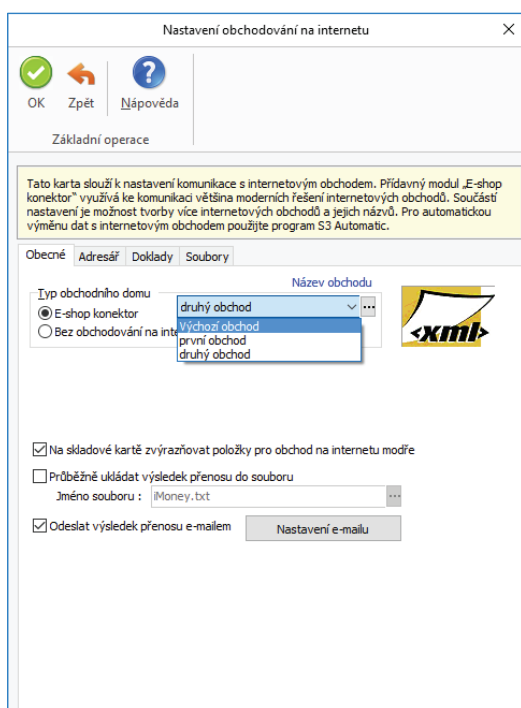 Nastavení obchodování na internetu
OK Zpět Nápověda
Základní operace
Tato karta slouží k nastavení komunikace s internetovým obchodem. Přídavný modul „E-shop
konektor" využívá ke komunikaci většina moderních řešení internetových obchodů. Součástí
nastavení je možnost tvorby více internetových obchodů a jejich názvů. Pro automatickou
výměnu dat s internetovým obchodem použijte program S3 Automatic.
Obecné Adresář Doklady Soubory
Název obchodu
Typ obchodního domu
druhý obchod
E-shop konektor
Výchozí obchod
Bez obchodování na inte
první obchod
druhý obchod
<xml>
Na skladové kartě zvýrazňovat položky pro obchod na internetu modře
Průběžně ukládat výsledek přenosu do souboru
Jméno souboru : iMoney.txt
Odeslat výsledek přenosu e-mailem Nastavení e-mailu